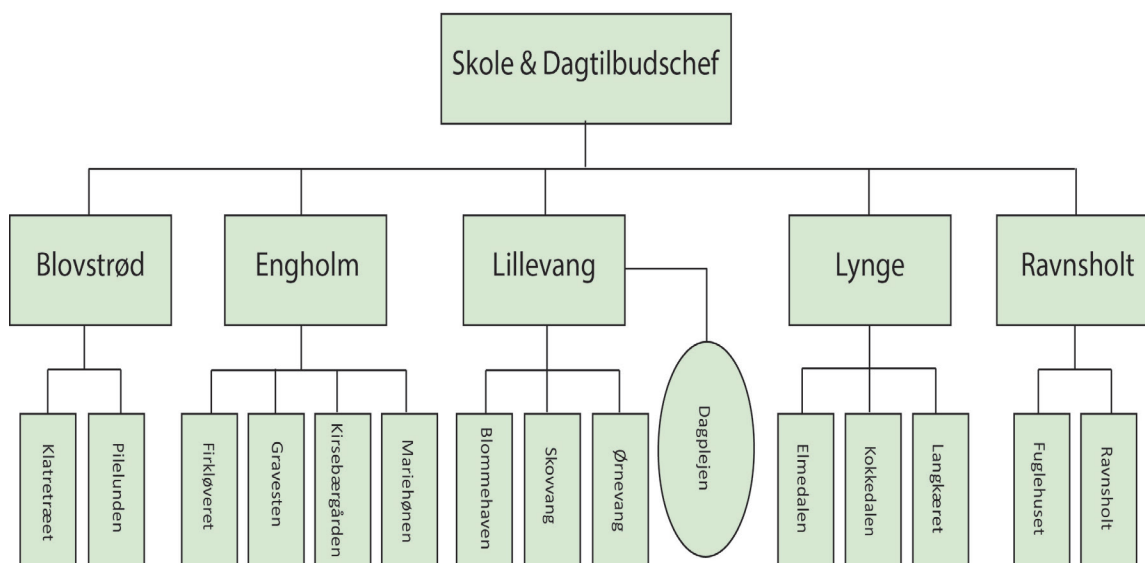 Skole & Dagtilbudschef
Blovstrød
Engholm
Lillevang
Lynge
Ravnsholt
Klatretræet
Pilelunden
Firkløveret
Gravesten
Kirsebærgården
Mariehønen
Blommehaven
Skovvang
Ørnevang
Dagplejen
Elmedalen
Kokkedalen
Langkæret
Fuglehuset
Ravnsholt